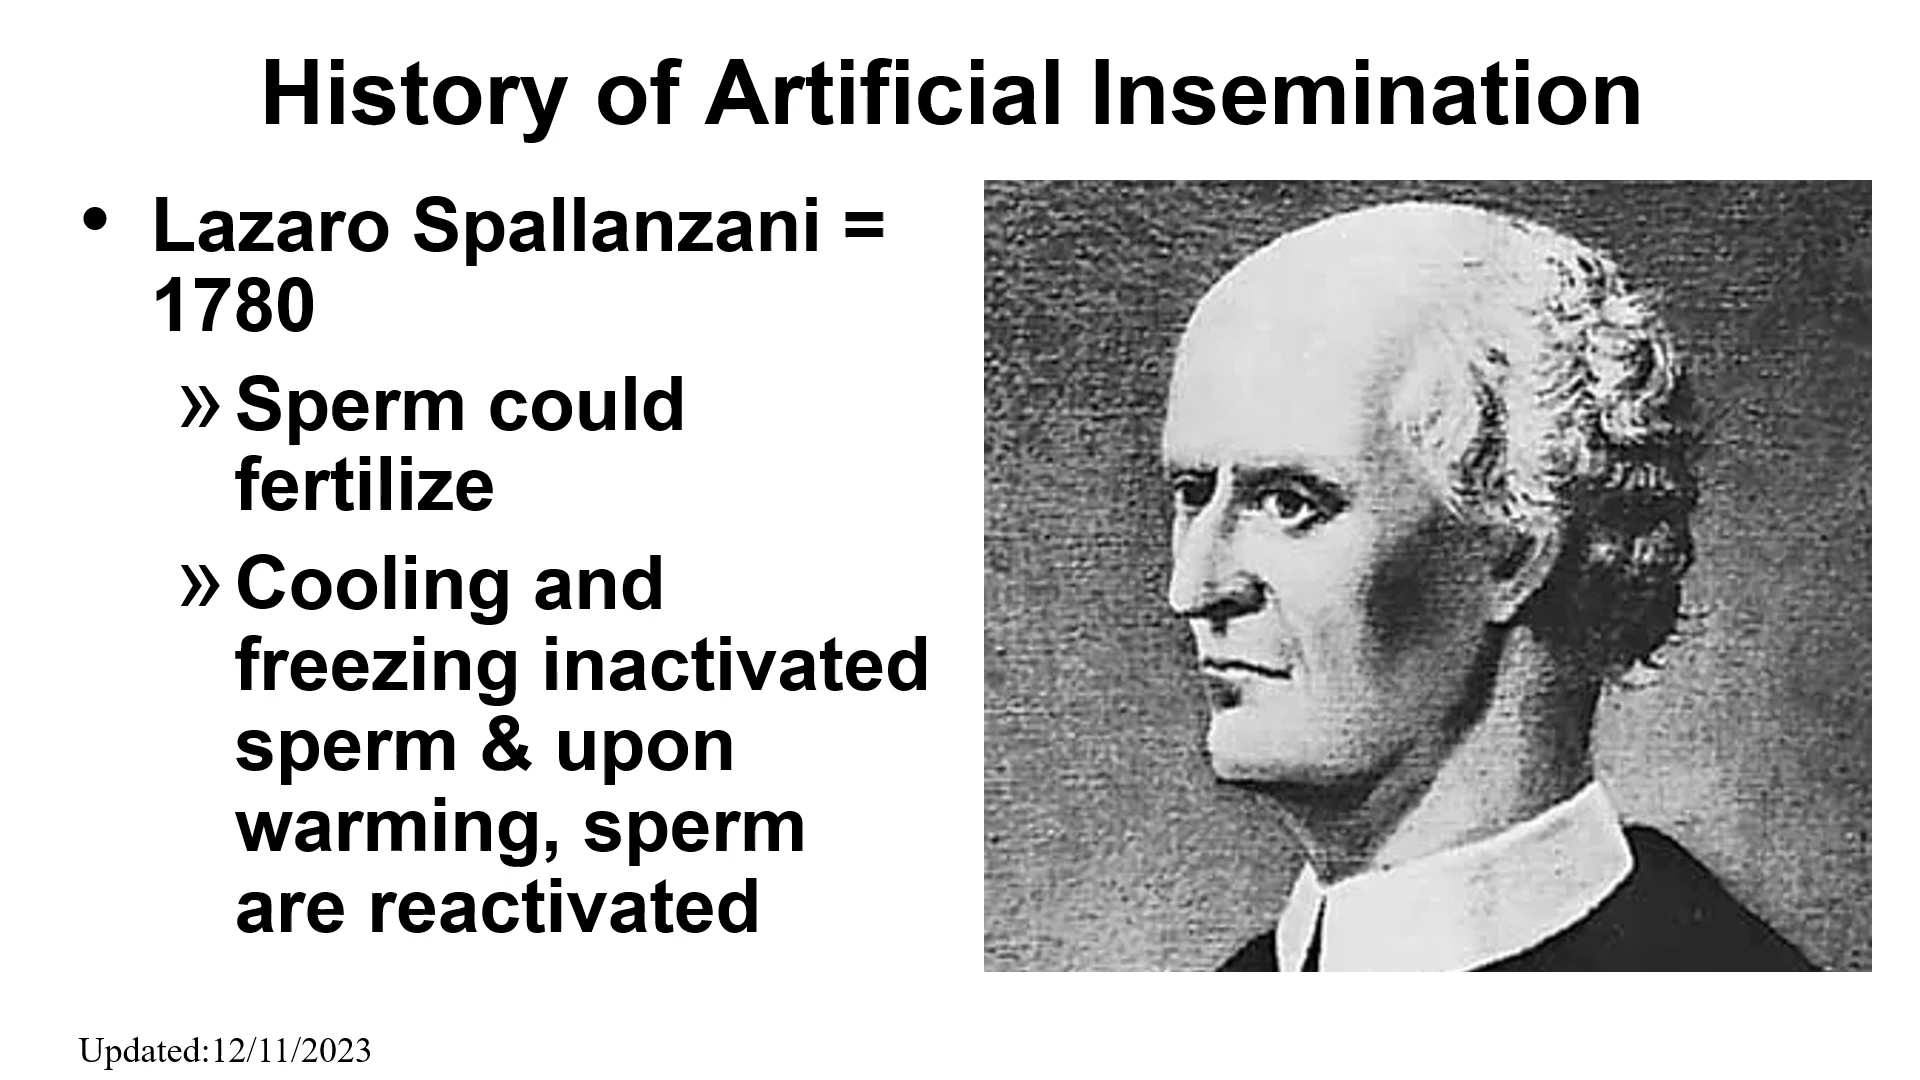 History of Artificial Insemination
• Lazaro Spallanzani =
1780
» Sperm could
fertilize
» Cooling and
freezing inactivated
sperm & upon
warming, sperm
are reactivated
Updated:12/11/2023